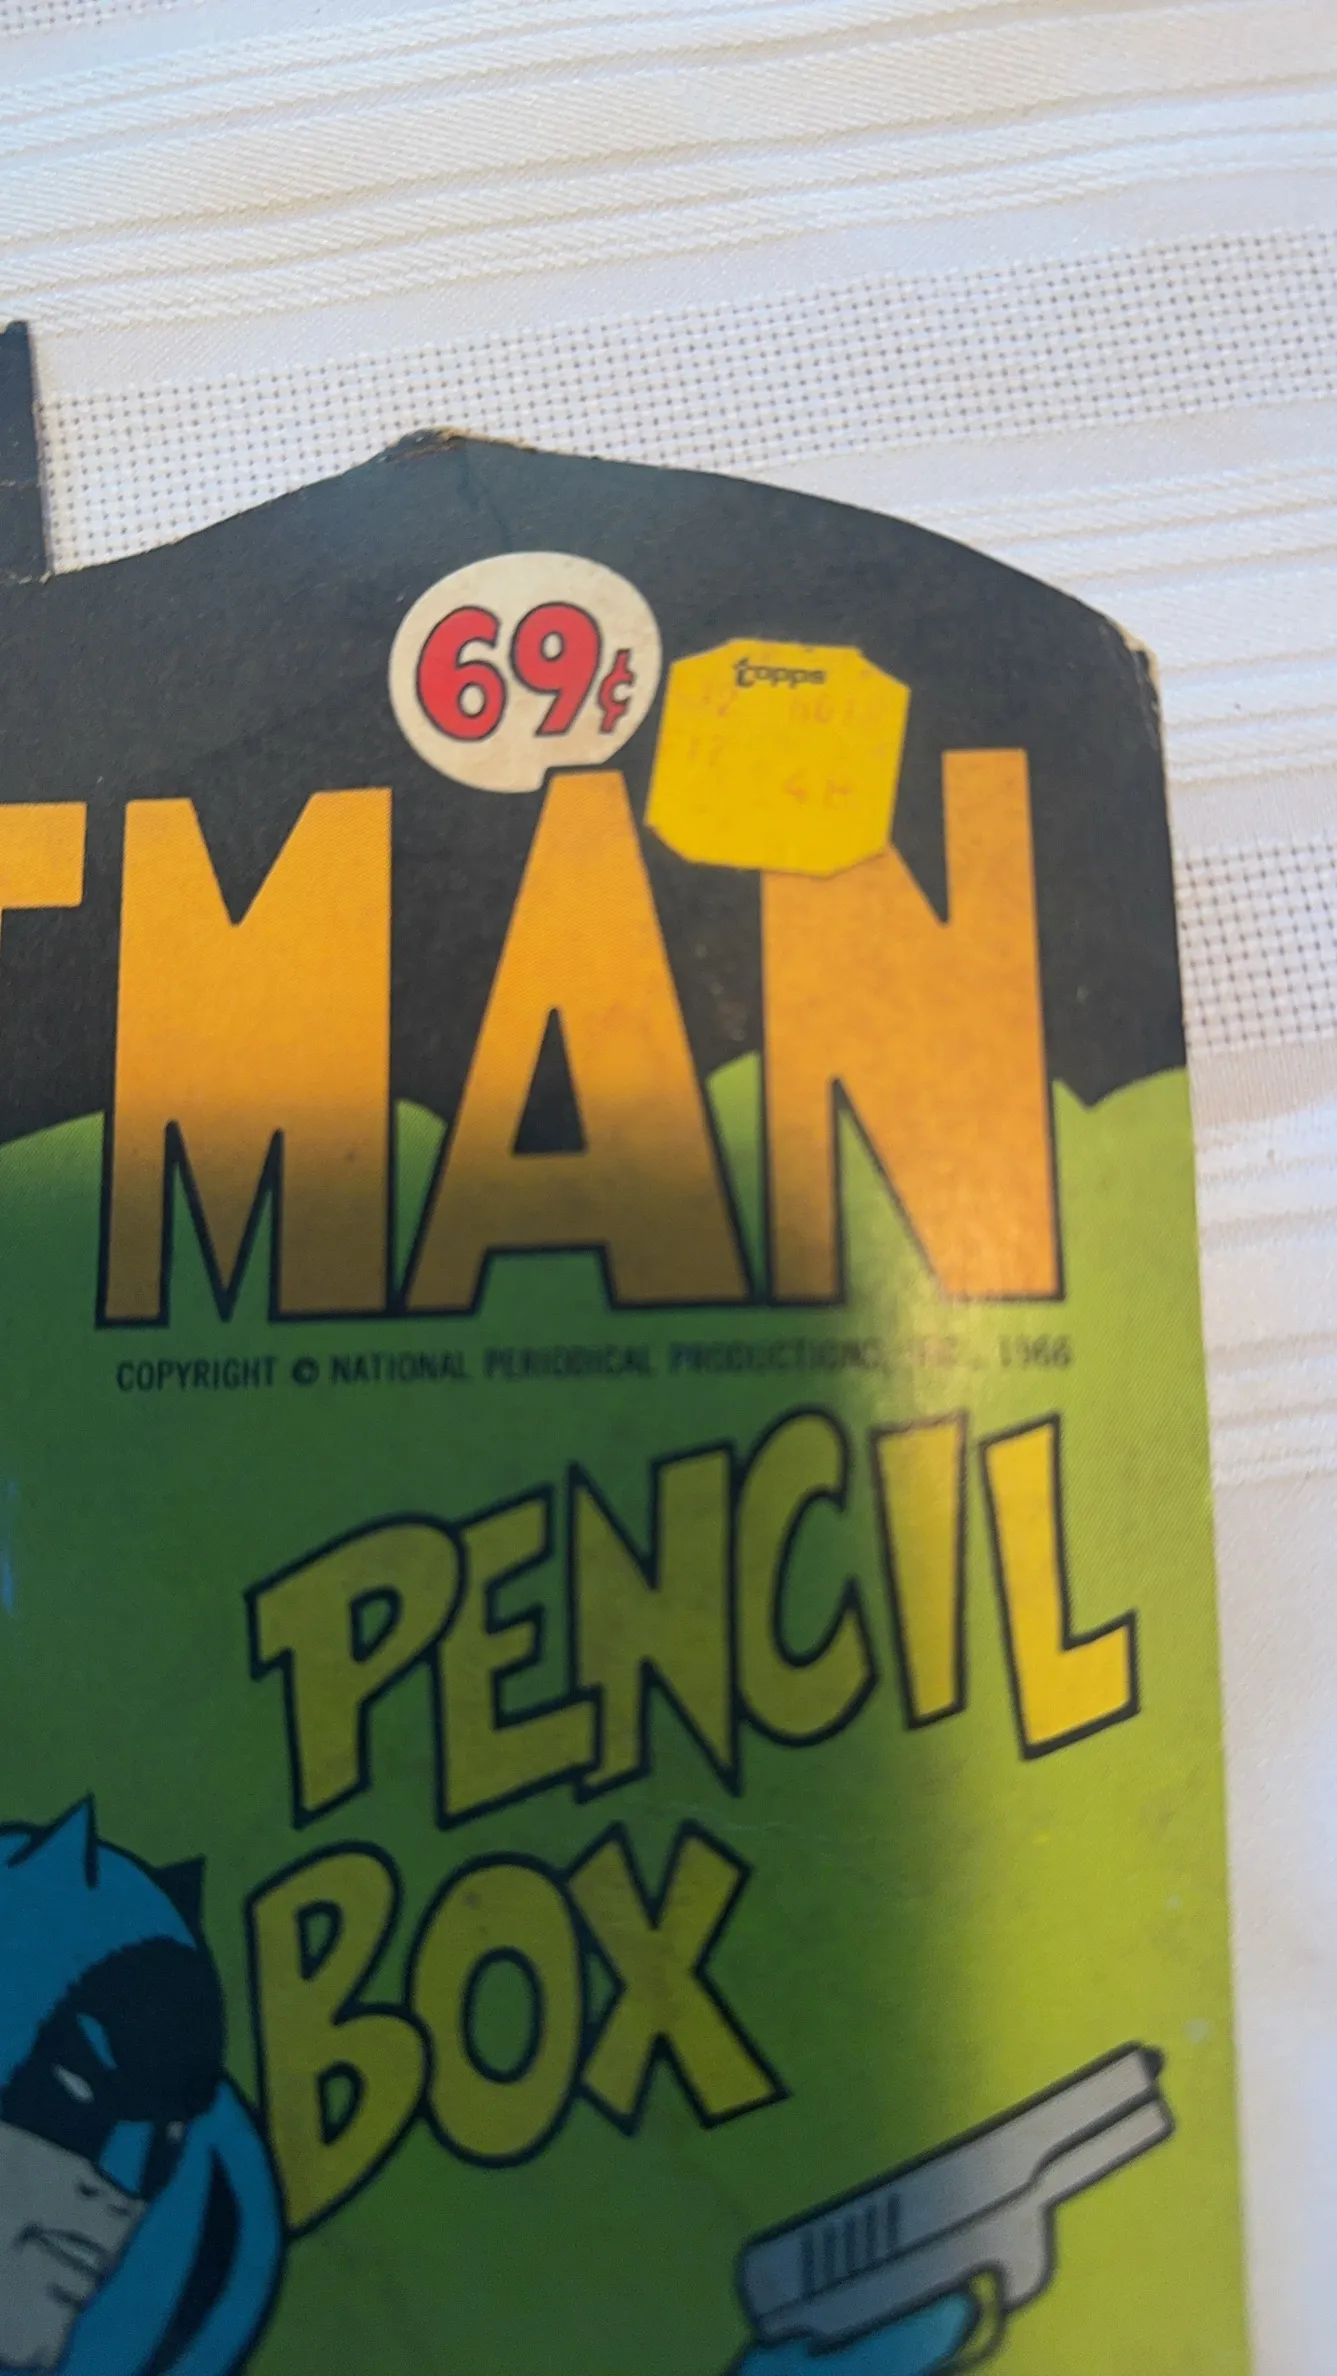 69¢
topps
TMAN
COPYRIGHT © NATIONAL PERIODICAL PRODUCTIONS, INC., 1966
PENCIL
BOX